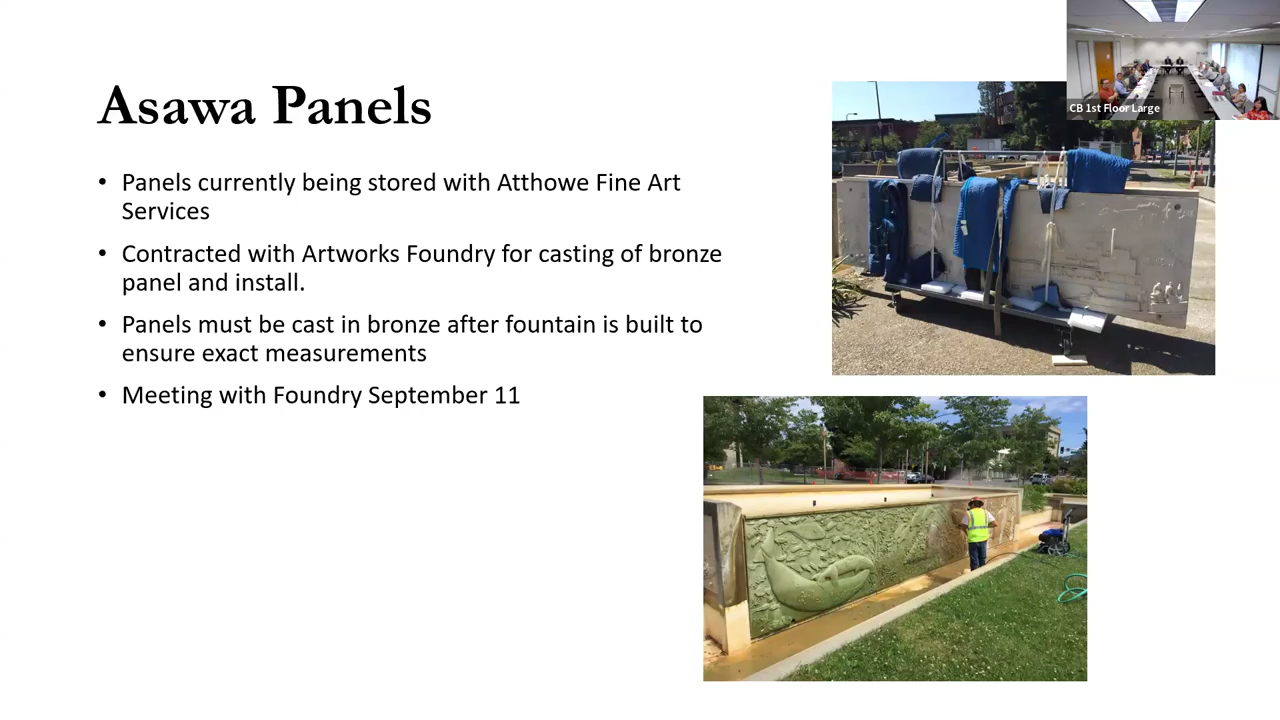 Asawa Panels
• Panels currently being stored with Atthowe Fine Art
Services
• Contracted with Artworks Foundry for casting of bronze
panel and install.
• Panels must be cast in bronze after fountain is built to
ensure exact measurements
• Meeting with Foundry September 11
CB 1st Floor Large